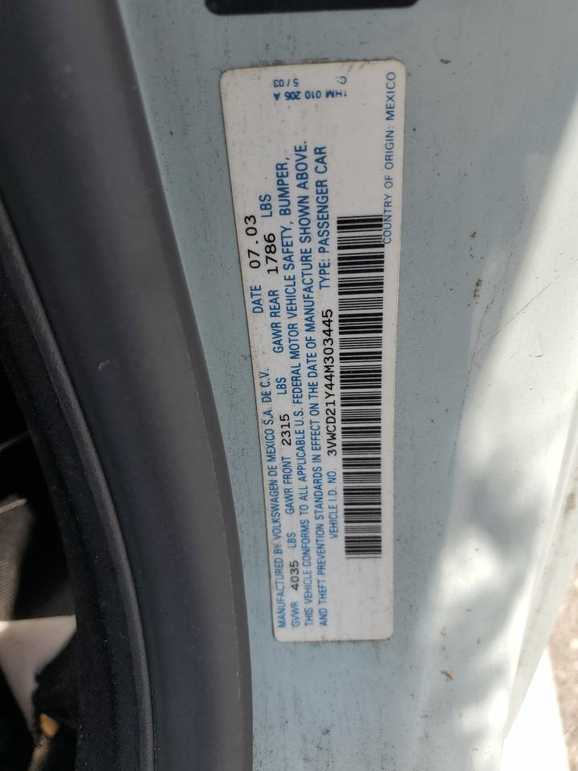 MANUFACTURED BY VOLKSWAGEN DE MEXICO S.A. DE C.V. DATE 07.03
GVWR 4035 LBS GAWR FRONT 2315 LBS GAWR REAR 1786 LBS
THIS VEHICLE CONFORMS TO ALL APPLICABLE U.S. FEDERAL MOTOR VEHICLE SAFETY, BUMPER,
AND THEFT PREVENTION STANDARDS IN EFFECT ON THE DATE OF MANUFACTURE SHOWN ABOVE.
VEHICLE I.D. NO. 3VWCD21Y44M303445 TYPE: PASSENGER CAR
COUNTRY OF ORIGIN: MEXICO
1HM 010 205 A
5/03